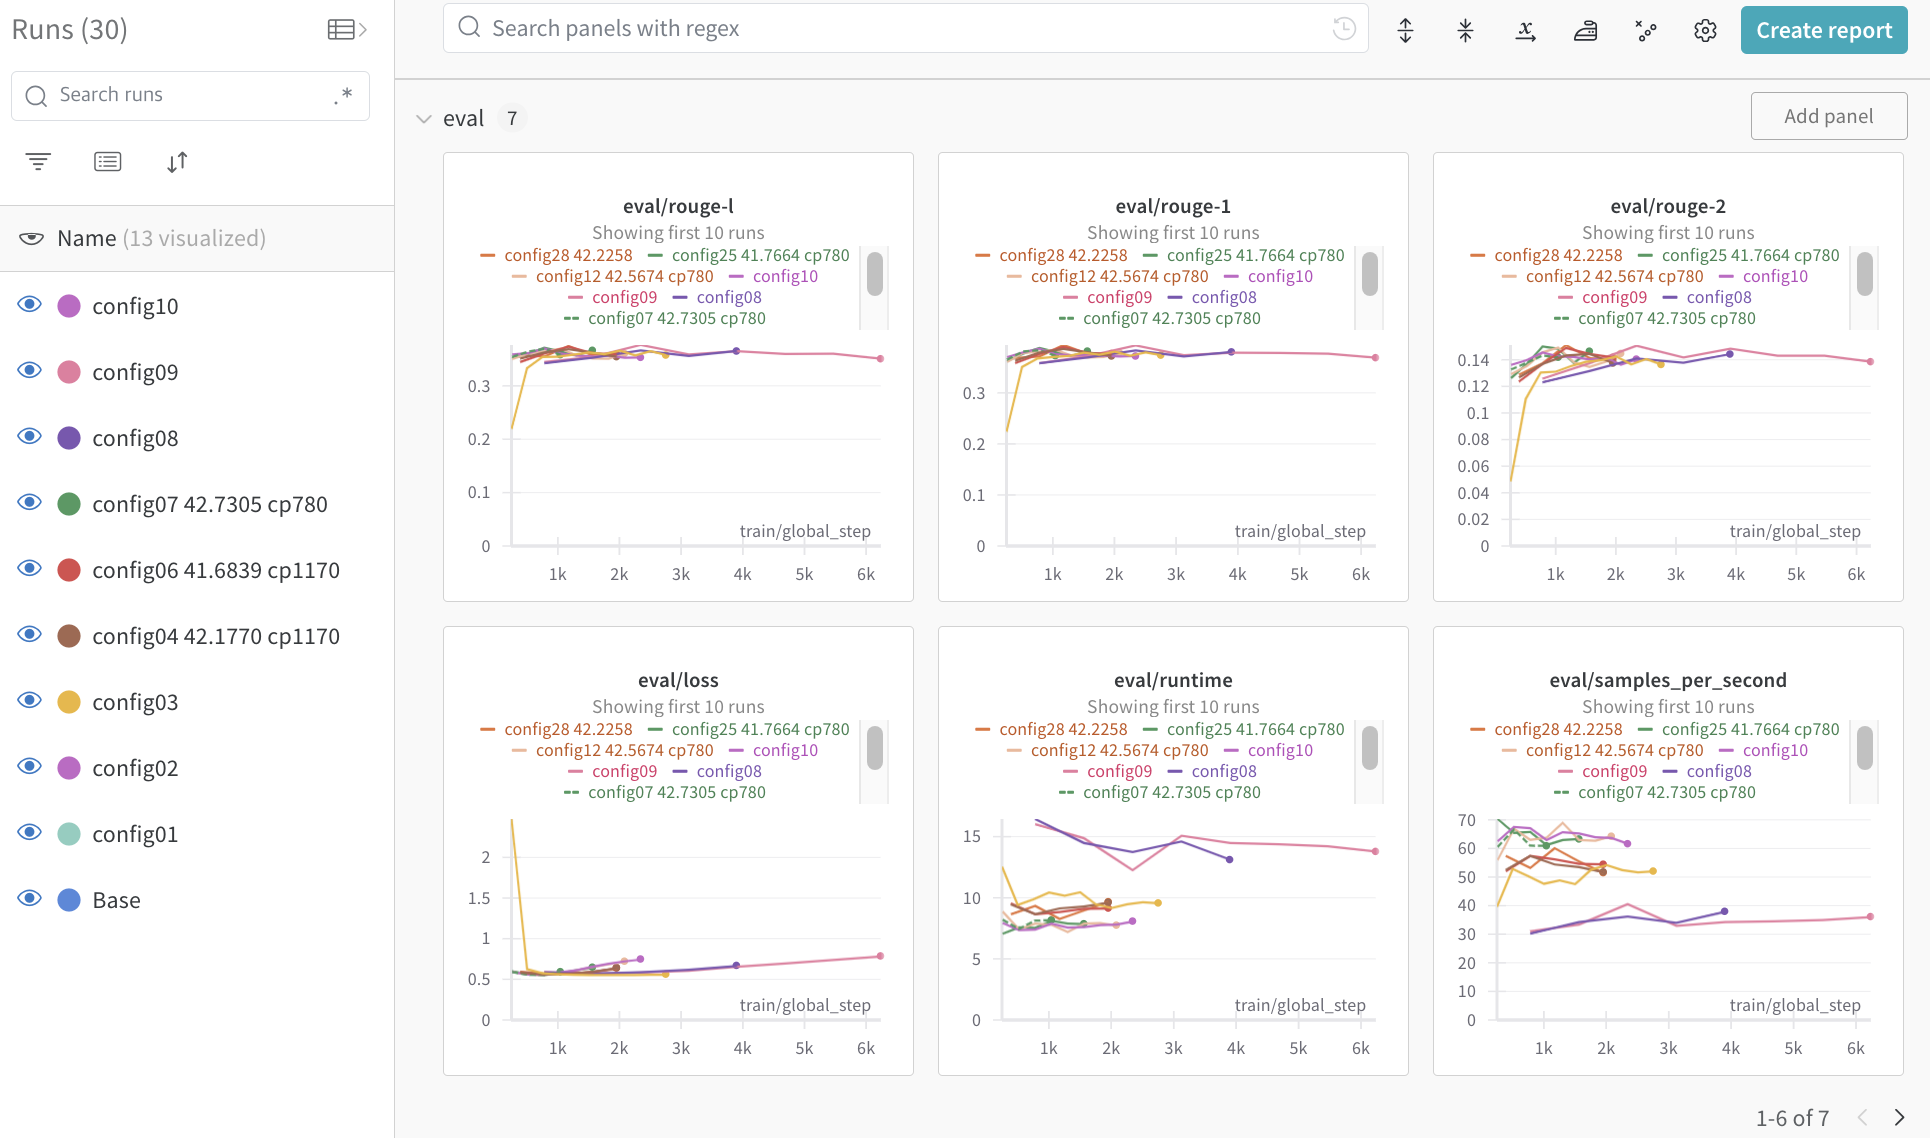 Runs (30)
Search runs
.*
Name (13 visualized)
config10
config09
config08
config07 42.7305 cp780
config06 41.6839 cp1170
config04 42.1770 cp1170
config03
config02
config01
Base
Search panels with regex
Create report
eval 7
Add panel
eval/rouge-l
Showing first 10 runs
config28 42.2258 config25 41.7664 cp780
config12 42.5674 cp780 config10
config09 config08
config07 42.7305 cp780
0.3
0.2
0.1
0
train/global_step
1k 2k 3k 4k 5k 6k
eval/rouge-1
Showing first 10 runs
config28 42.2258 config25 41.7664 cp780
config12 42.5674 cp780 config10
config09 config08
config07 42.7305 cp780
0.3
0.2
0.1
0
train/global_step
1k 2k 3k 4k 5k 6k
eval/rouge-2
Showing first 10 runs
config28 42.2258 config25 41.7664 cp780
config12 42.5674 cp780 config10
config09 config08
config07 42.7305 cp780
0.14
0.12
0.1
0.08
0.06
0.04
0.02
0
train/global_step
1k 2k 3k 4k 5k 6k
eval/loss
Showing first 10 runs
config28 42.2258 config25 41.7664 cp780
config12 42.5674 cp780 config10
config09 config08
config07 42.7305 cp780
2
1.5
1
0.5
0
train/global_step
1k 2k 3k 4k 5k 6k
eval/runtime
Showing first 10 runs
config28 42.2258 config25 41.7664 cp780
config12 42.5674 cp780 config10
config09 config08
config07 42.7305 cp780
15
10
5
0
train/global_step
1k 2k 3k 4k 5k 6k
eval/samples_per_second
Showing first 10 runs
config28 42.2258 config25 41.7664 cp780
config12 42.5674 cp780 config10
config09 config08
config07 42.7305 cp780
70
60
50
40
30
20
10
0
train/global_step
1k 2k 3k 4k 5k 6k
1-6 of 7